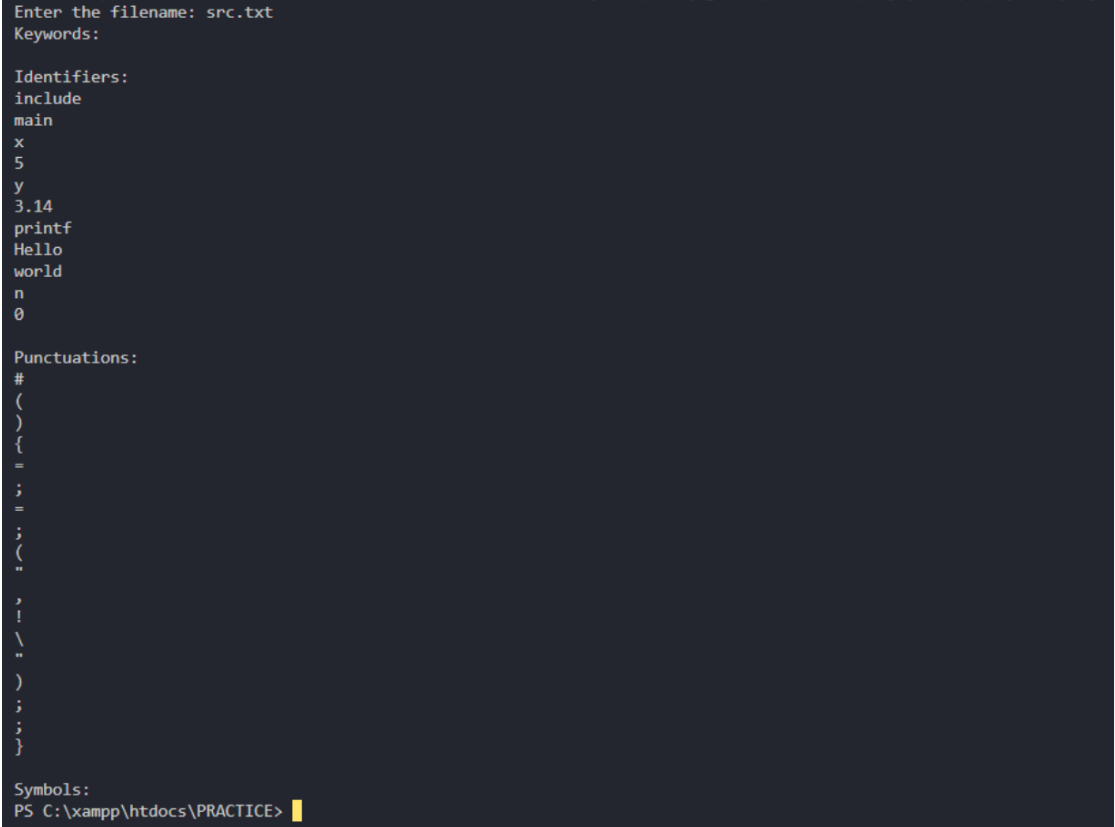 Enter the filename: src.txt
Keywords:
Identifiers:
include
main
x
5
y
3.14
printf
Hello
world
n
0
Punctuations:
#
(
)
{
=
;
=
;
(
"
,
!
\
"
)
;
;
}
Symbols:
PS C:\xampp\htdocs\PRACTICE>